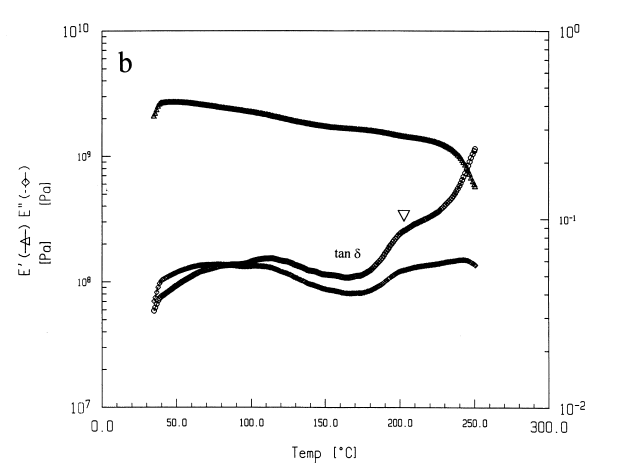 10¹⁰
10⁰
b
10⁹
10⁻¹
E'(-△-) E"(-◇-)
[Pa] [Pa]
tan δ
10⁸
10⁷
10⁻²
0.0 50.0 100.0 150.0 200.0 250.0 300.0
Temp [°C]